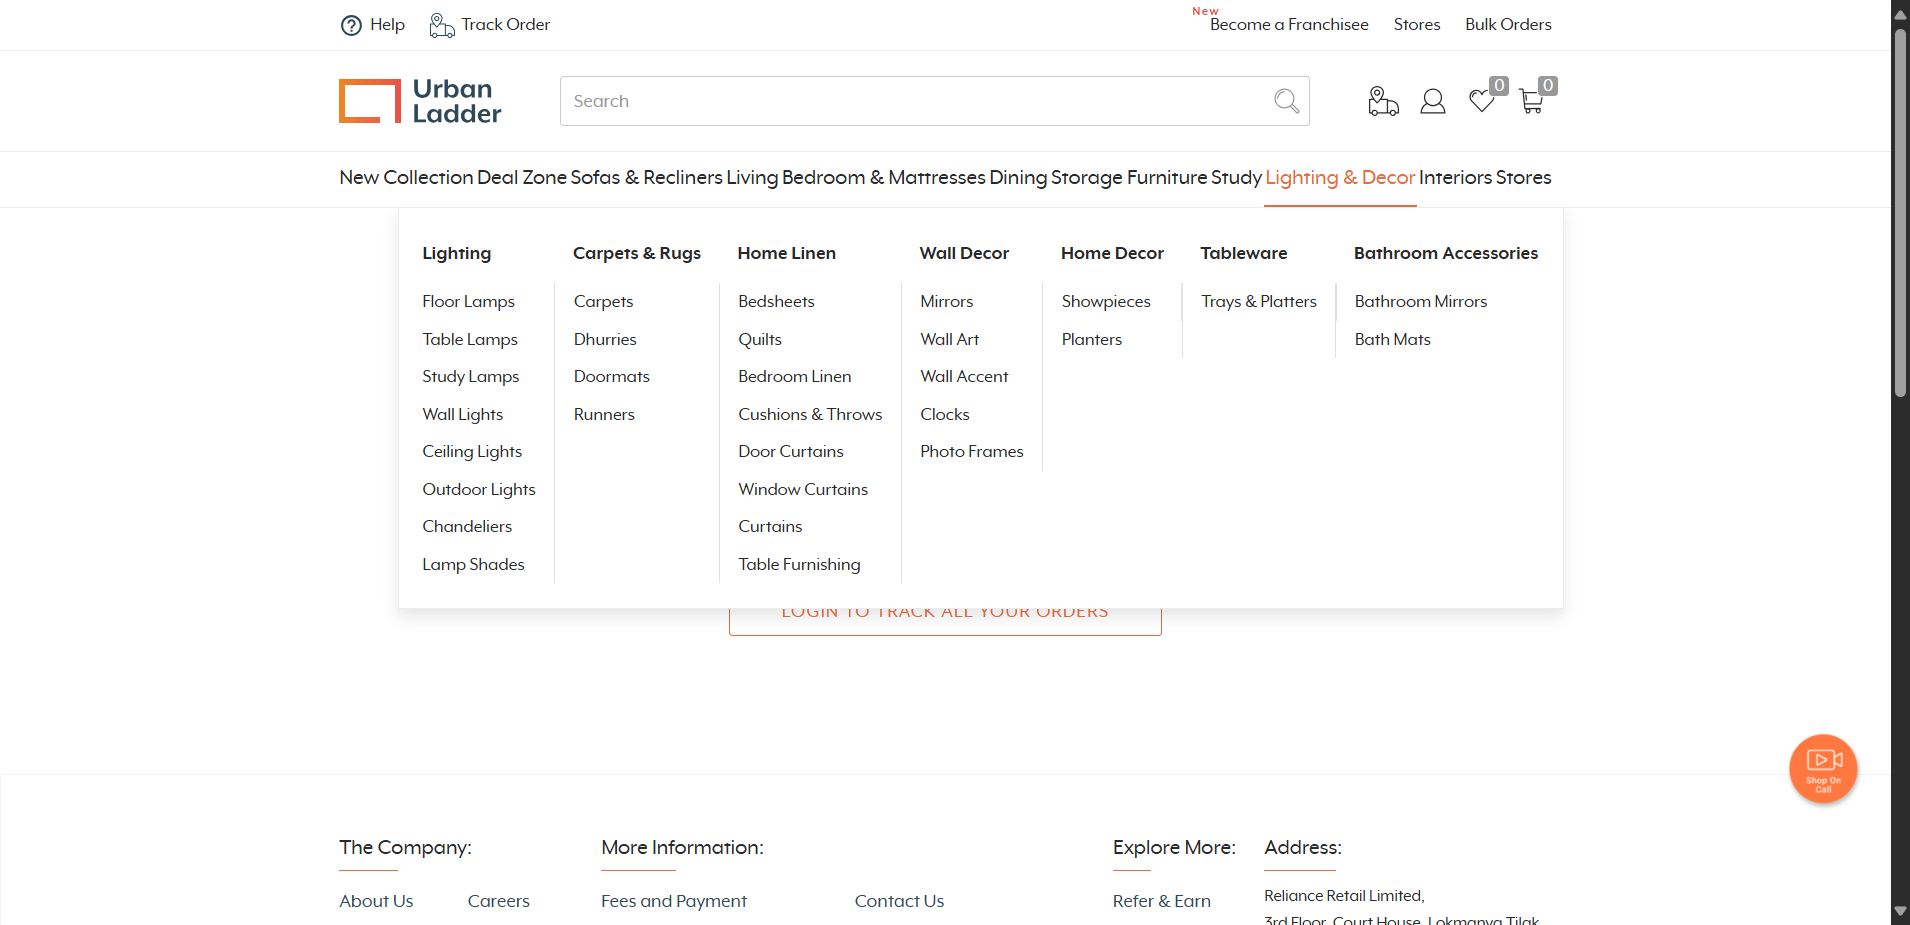 Help Track Order New Become a Franchisee Stores Bulk Orders
Urban
Ladder
Search 0 0
New Collection Deal Zone Sofas & Recliners Living Bedroom & Mattresses Dining Storage Furniture Study Lighting & Decor Interiors Stores
Lighting Carpets & Rugs Home Linen Wall Decor Home Decor Tableware Bathroom Accessories
Floor Lamps Carpets Bedsheets Mirrors Showpieces Trays & Platters Bathroom Mirrors
Table Lamps Dhurries Quilts Wall Art Planters Bath Mats
Study Lamps Doormats Bedroom Linen Wall Accent
Wall Lights Runners Cushions & Throws Clocks
Ceiling Lights Door Curtains Photo Frames
Outdoor Lights Window Curtains
Chandeliers Curtains
Lamp Shades Table Furnishing
LOGIN TO TRACK ALL YOUR ORDERS
Shop On
Call
The Company: More Information: Explore More: Address:
About Us Careers Fees and Payment Contact Us Refer & Earn Reliance Retail Limited,
3rd Floor, Court House, Lokmanya Tilak